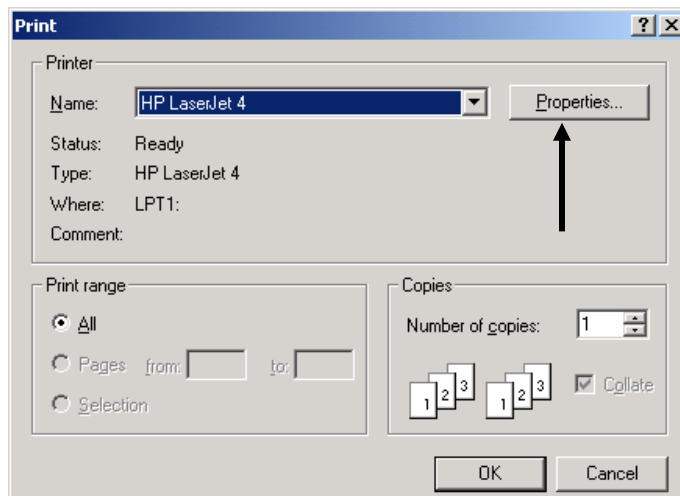 Print
Printer
Name: HP LaserJet 4 Properties...
Status: Ready
Type: HP LaserJet 4
Where: LPT1:
Comment:
Print range
All
Pages from: to:
Selection
Copies
Number of copies: 1
1 2 3 1 2 3 Collate
OK Cancel